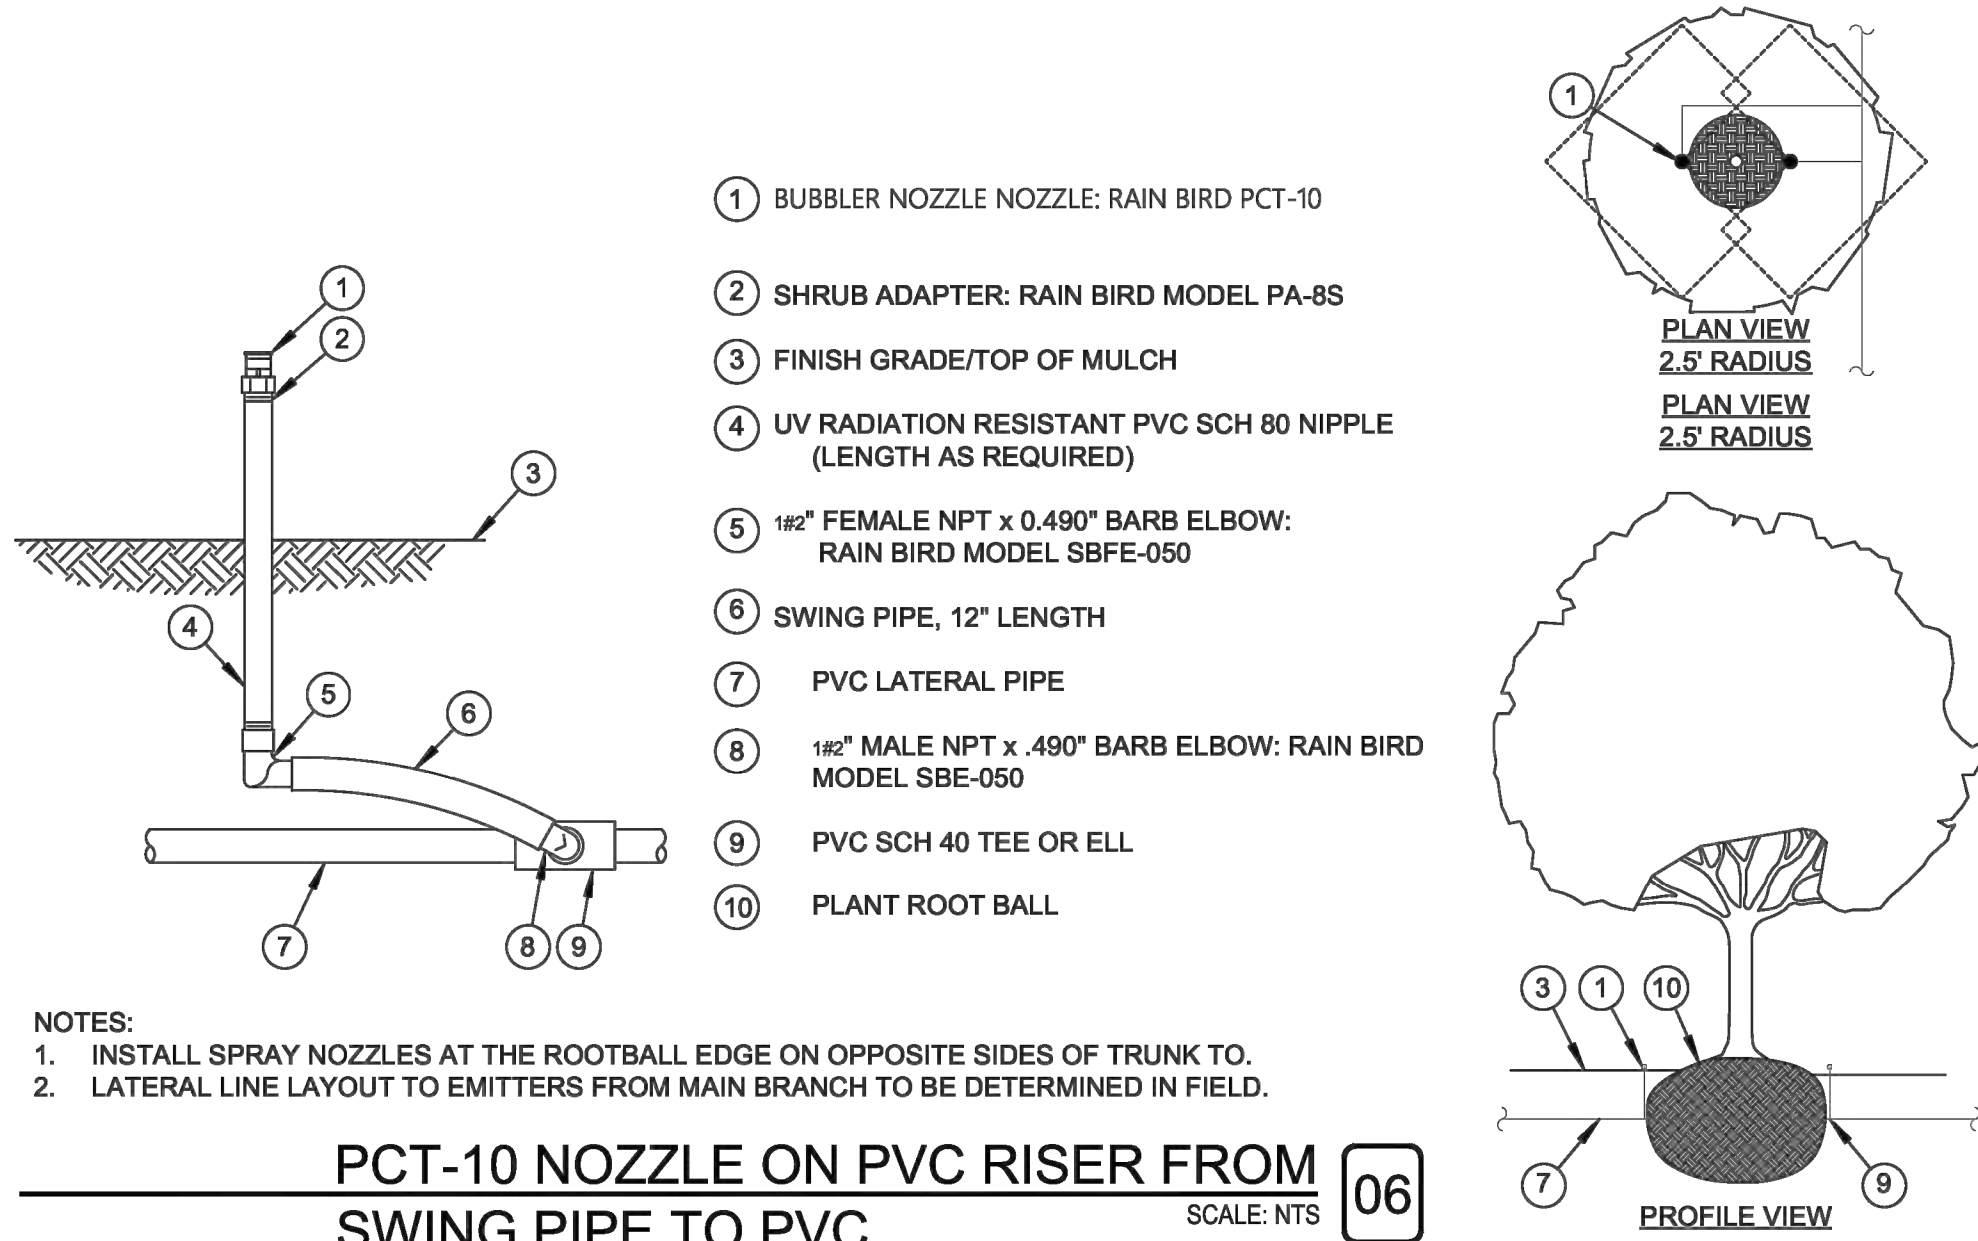 1
2
3
4
5
6
7
8
9
1 BUBBLER NOZZLE NOZZLE: RAIN BIRD PCT-10
2 SHRUB ADAPTER: RAIN BIRD MODEL PA-8S
3 FINISH GRADE/TOP OF MULCH
4 UV RADIATION RESISTANT PVC SCH 80 NIPPLE
(LENGTH AS REQUIRED)
5 1#2" FEMALE NPT x 0.490" BARB ELBOW:
RAIN BIRD MODEL SBFE-050
6 SWING PIPE, 12" LENGTH
7 PVC LATERAL PIPE
8 1#2" MALE NPT x .490" BARB ELBOW: RAIN BIRD
MODEL SBE-050
9 PVC SCH 40 TEE OR ELL
10 PLANT ROOT BALL
1
PLAN VIEW
2.5' RADIUS
PLAN VIEW
2.5' RADIUS
3 1 10
7 9
PROFILE VIEW
NOTES:
1. INSTALL SPRAY NOZZLES AT THE ROOTBALL EDGE ON OPPOSITE SIDES OF TRUNK TO.
2. LATERAL LINE LAYOUT TO EMITTERS FROM MAIN BRANCH TO BE DETERMINED IN FIELD.
PCT-10 NOZZLE ON PVC RISER FROM
SWING PIPE TO PVC
SCALE: NTS
06